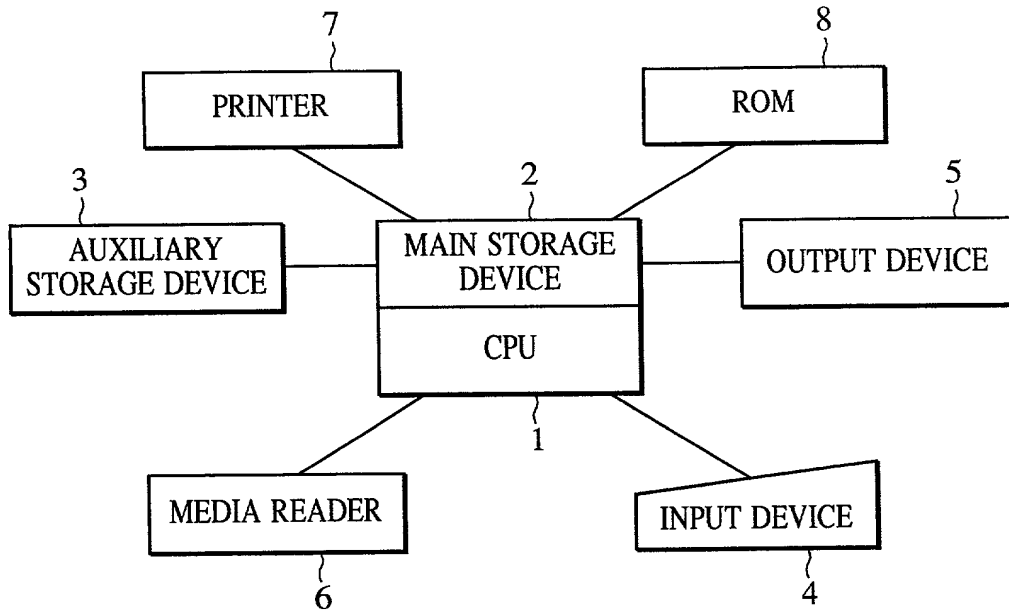 7
PRINTER
8
ROM
3
AUXILIARY
STORAGE DEVICE
2
MAIN STORAGE
DEVICE
CPU
1
5
OUTPUT DEVICE
MEDIA READER
6
INPUT DEVICE
4